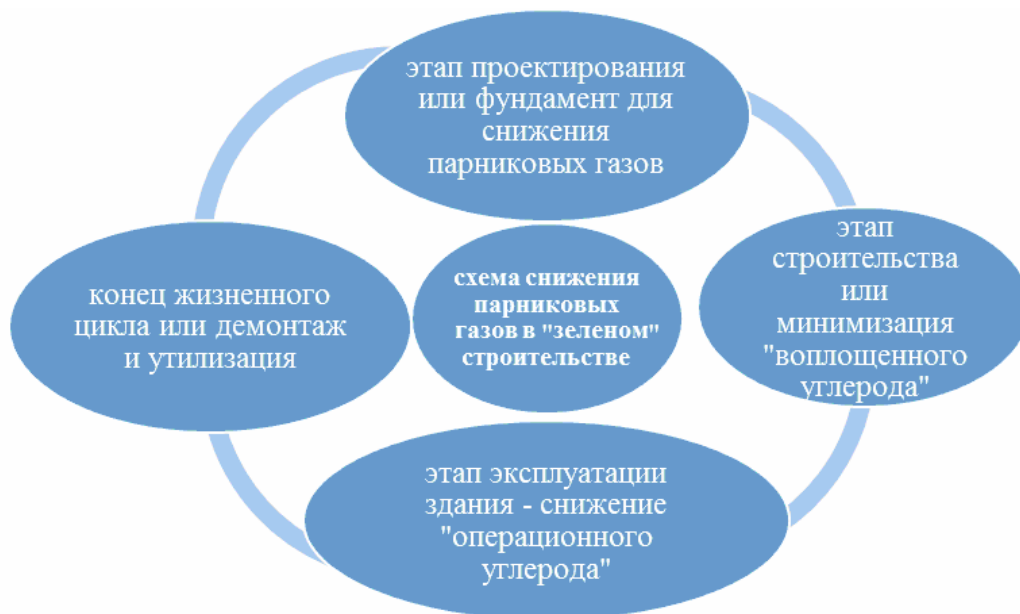 этап проектирования
или фундамент для
снижения
парниковых газов
этап
строительства
или
минимизация
"воплощенного
углерода"
этап эксплуатации
здания - снижение
"операционного
углерода"
конец жизненного
цикла или демонтаж
и утилизация
схема снижения
парниковых
газов в "зеленом"
строительстве